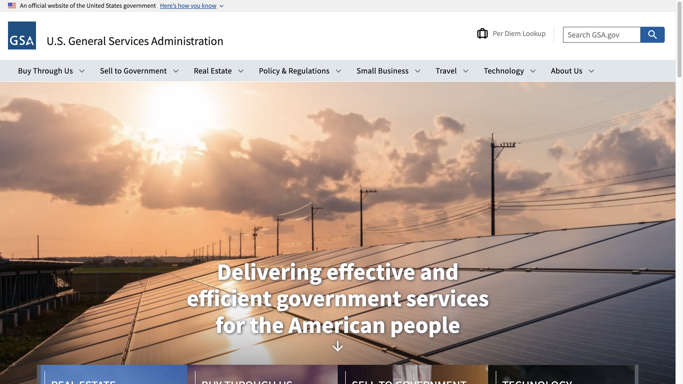 An official website of the United States government Here's how you know
GSA
U.S. General Services Administration
Per Diem Lookup
Search GSA.gov
Buy Through Us
Sell to Government
Real Estate
Policy & Regulations
Small Business
Travel
Technology
About Us
Delivering effective and
efficient government services
for the American people
REAL ESTATE
BUY THROUGH US
SELL TO GOVERNMENT
TECHNOLOGY